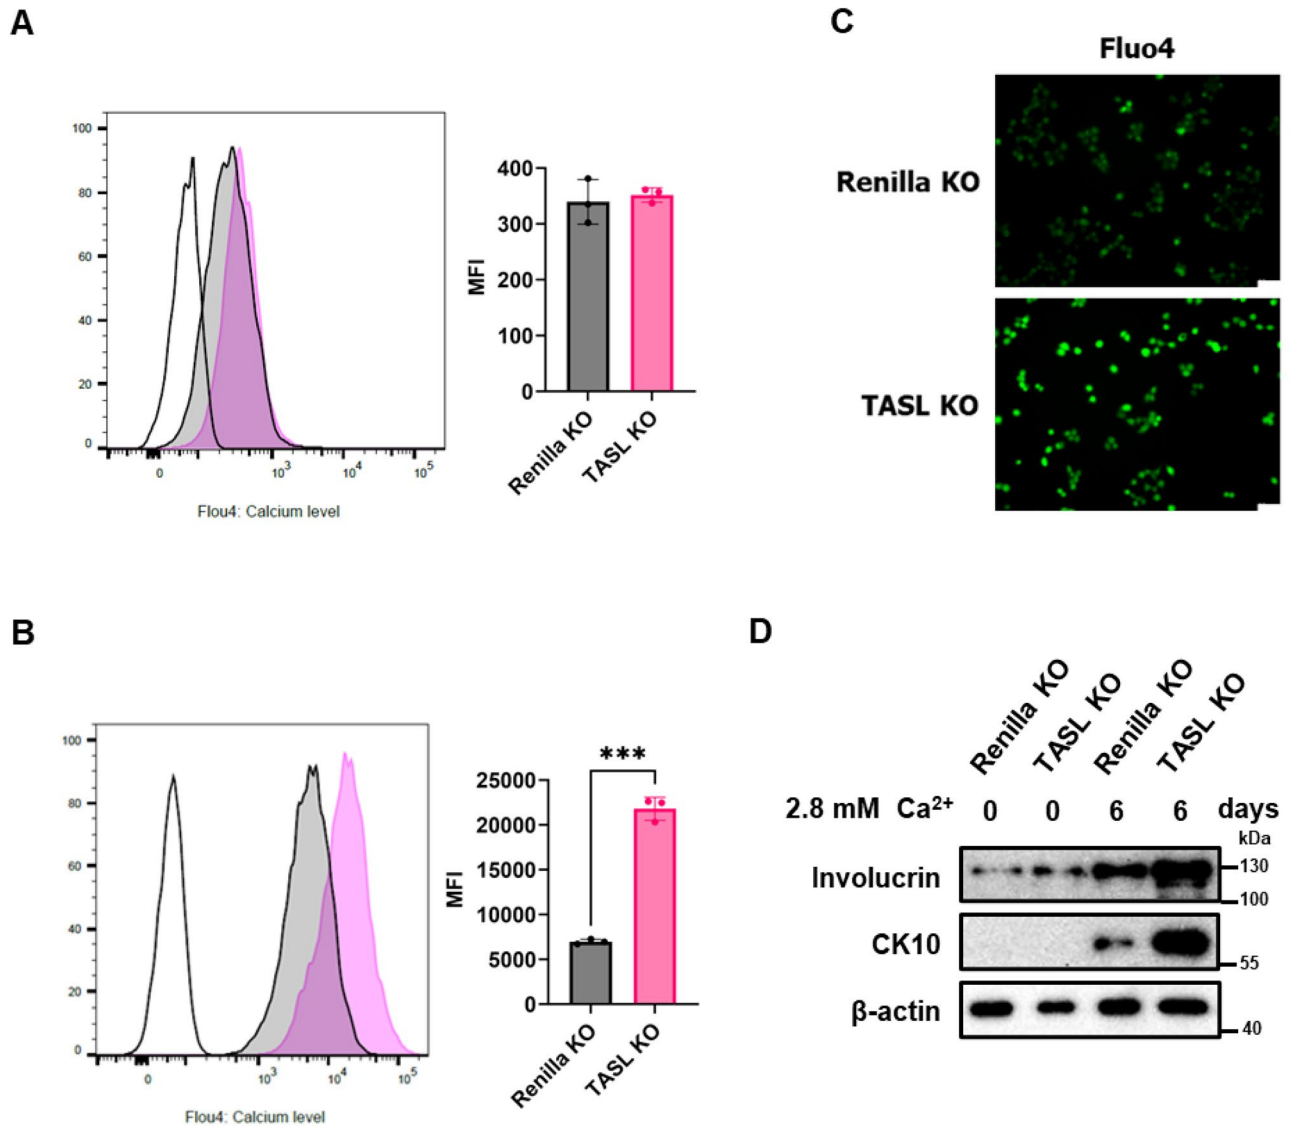 A
100
80
60
40
20
0
0
10³
10⁴
10⁵
Flou4: Calcium level
400
300
200
100
0
MFI
Renilla KO
TASL KO
C
Fluo4
Renilla KO
TASL KO
B
100
80
60
40
20
0
0
10³
10⁴
10⁵
Flou4: Calcium level
***
25000
20000
15000
10000
5000
0
MFI
Renilla KO
TASL KO
D
Renilla KO
TASL KO
Renilla KO
TASL KO
2.8 mM Ca²⁺ 0 0 6 6 days
kDa
Involucrin
130
100
CK10
55
β-actin
40